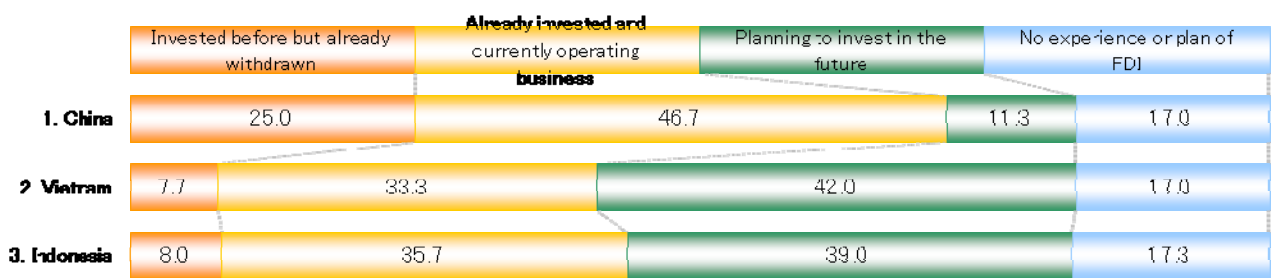 Invested before but already
withdrawn
Already invested and
currently operating
business
Planning to invest in the
future
No experience or plan of
FDI
1. China 25.0 46.7 11.3 17.0
2. Vietnam 7.7 33.3 42.0 17.0
3. Indonesia 8.0 35.7 39.0 17.3